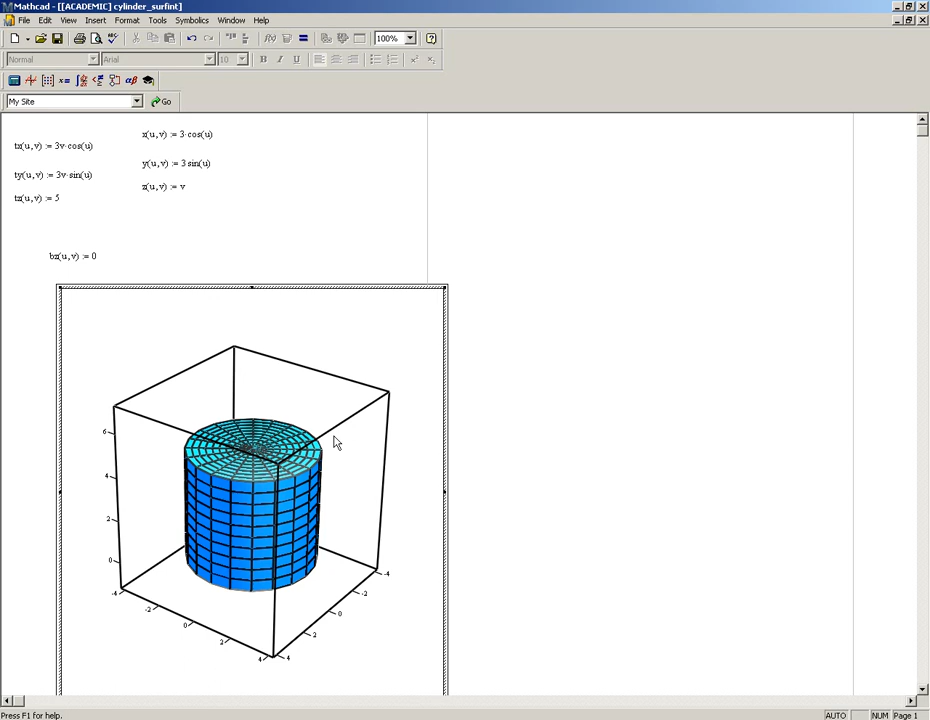 Mathcad - [[ACADEMIC] cylinder_surfint]
File Edit View Insert Format Tools Symbolics Window Help
100%
Normal Arial 10 B I U
My Site Go
tx(u,v) := 3v·cos(u)
x(u,v) := 3·cos(u)
ty(u,v) := 3v·sin(u)
y(u,v) := 3 sin(u)
tz(u,v) := 5
z(u,v) := v
bz(u,v) := 0
6
4
2
0
-4
-2
0
2
4
4
2
0
-2
-4
Press F1 for help.
AUTO NUM Page 1